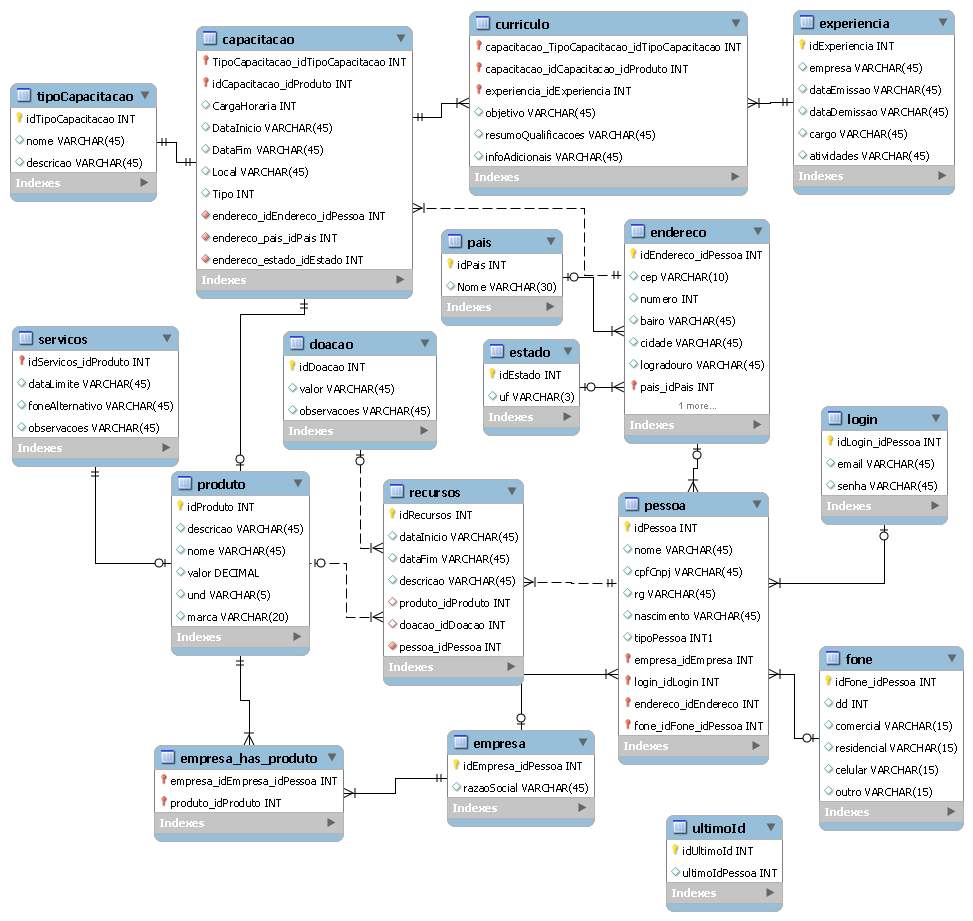 capacitacao
TipoCapacitacao_idTipoCapacitacao INT
idCapacitacao_idProduto INT
CargaHoraria INT
DataInicio VARCHAR(45)
DataFim VARCHAR(45)
Local VARCHAR(45)
Tipo INT
endereco_idEndereco_idPessoa INT
endereco_pais_idPais INT
endereco_estado_idEstado INT
Indexes
curriculo
capacitacao_TipoCapacitacao_idTipoCapacitacao INT
capacitacao_idCapacitacao_idProduto INT
experiencia_idExperiencia INT
objetivo VARCHAR(45)
resumoQualificacoes VARCHAR(45)
infoAdicionais VARCHAR(45)
Indexes
experiencia
idExperiencia INT
empresa VARCHAR(45)
dataEmissao VARCHAR(45)
dataDemissao VARCHAR(45)
cargo VARCHAR(45)
atividades VARCHAR(45)
Indexes
tipoCapacitacao
idTipoCapacitacao INT
nome VARCHAR(45)
descricao VARCHAR(45)
Indexes
pais
idPais INT
Nome VARCHAR(30)
Indexes
endereco
idEndereco_idPessoa INT
cep VARCHAR(10)
numero INT
bairo VARCHAR(45)
cidade VARCHAR(45)
logradouro VARCHAR(45)
pais_idPais INT
1 more...
Indexes
servicos
idServicos_idProduto INT
dataLimite VARCHAR(45)
foneAlternativo VARCHAR(45)
observacoes VARCHAR(45)
Indexes
doacao
idDoacao INT
valor VARCHAR(45)
observacoes VARCHAR(45)
Indexes
estado
idEstado INT
uf VARCHAR(3)
Indexes
login
idLogin_idPessoa INT
email VARCHAR(45)
senha VARCHAR(45)
Indexes
produto
idProduto INT
descricao VARCHAR(45)
nome VARCHAR(45)
valor DECIMAL
und VARCHAR(5)
marca VARCHAR(20)
Indexes
recursos
idRecursos INT
dataInicio VARCHAR(45)
dataFim VARCHAR(45)
descricao VARCHAR(45)
produto_idProduto INT
doacao_idDoacao INT
pessoa_idPessoa INT
Indexes
pessoa
idPessoa INT
nome VARCHAR(45)
cpfCnpj VARCHAR(45)
rg VARCHAR(45)
nascimento VARCHAR(45)
tipoPessoa INT1
empresa_idEmpresa INT
login_idLogin INT
endereco_idEndereco INT
fone_idFone_idPessoa INT
Indexes
fone
idFone_idPessoa INT
dd INT
comercial VARCHAR(15)
residencial VARCHAR(15)
celular VARCHAR(15)
outro VARCHAR(15)
Indexes
empresa_has_produto
empresa_idEmpresa_idPessoa INT
produto_idProduto INT
Indexes
empresa
idEmpresa_idPessoa INT
razaoSocial VARCHAR(45)
Indexes
ultimoId
idUltimoId INT
ultimoIdPessoa INT
Indexes